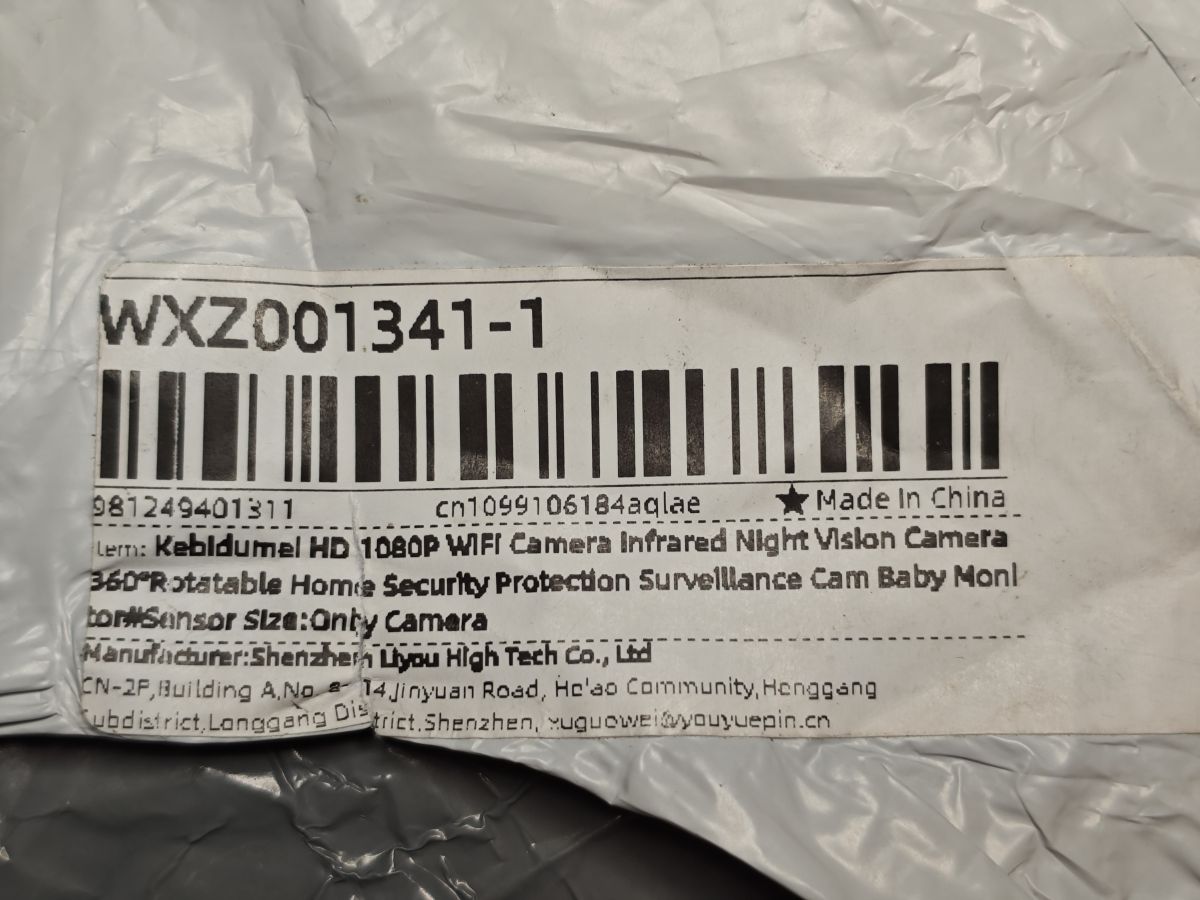 WXZ001341-1
981249401311 cn1099106184aqlae ★Made In China
Item: Kebidumei HD 1080P WIFI Camera Infrared Night Vision Camera
360°Rotatable Home Security Protection Surveillance Cam Baby Moni
tor#Sensor Size:Only Camera
Manufacturer:Shenzhen Liyou High Tech Co., Ltd
CN-2F,Building A,No 14,Jinyuan Road, He'ao Community,Henggang
Subdistrict,Longgang District,Shenzhen, xuguowei@youyuepin.cn